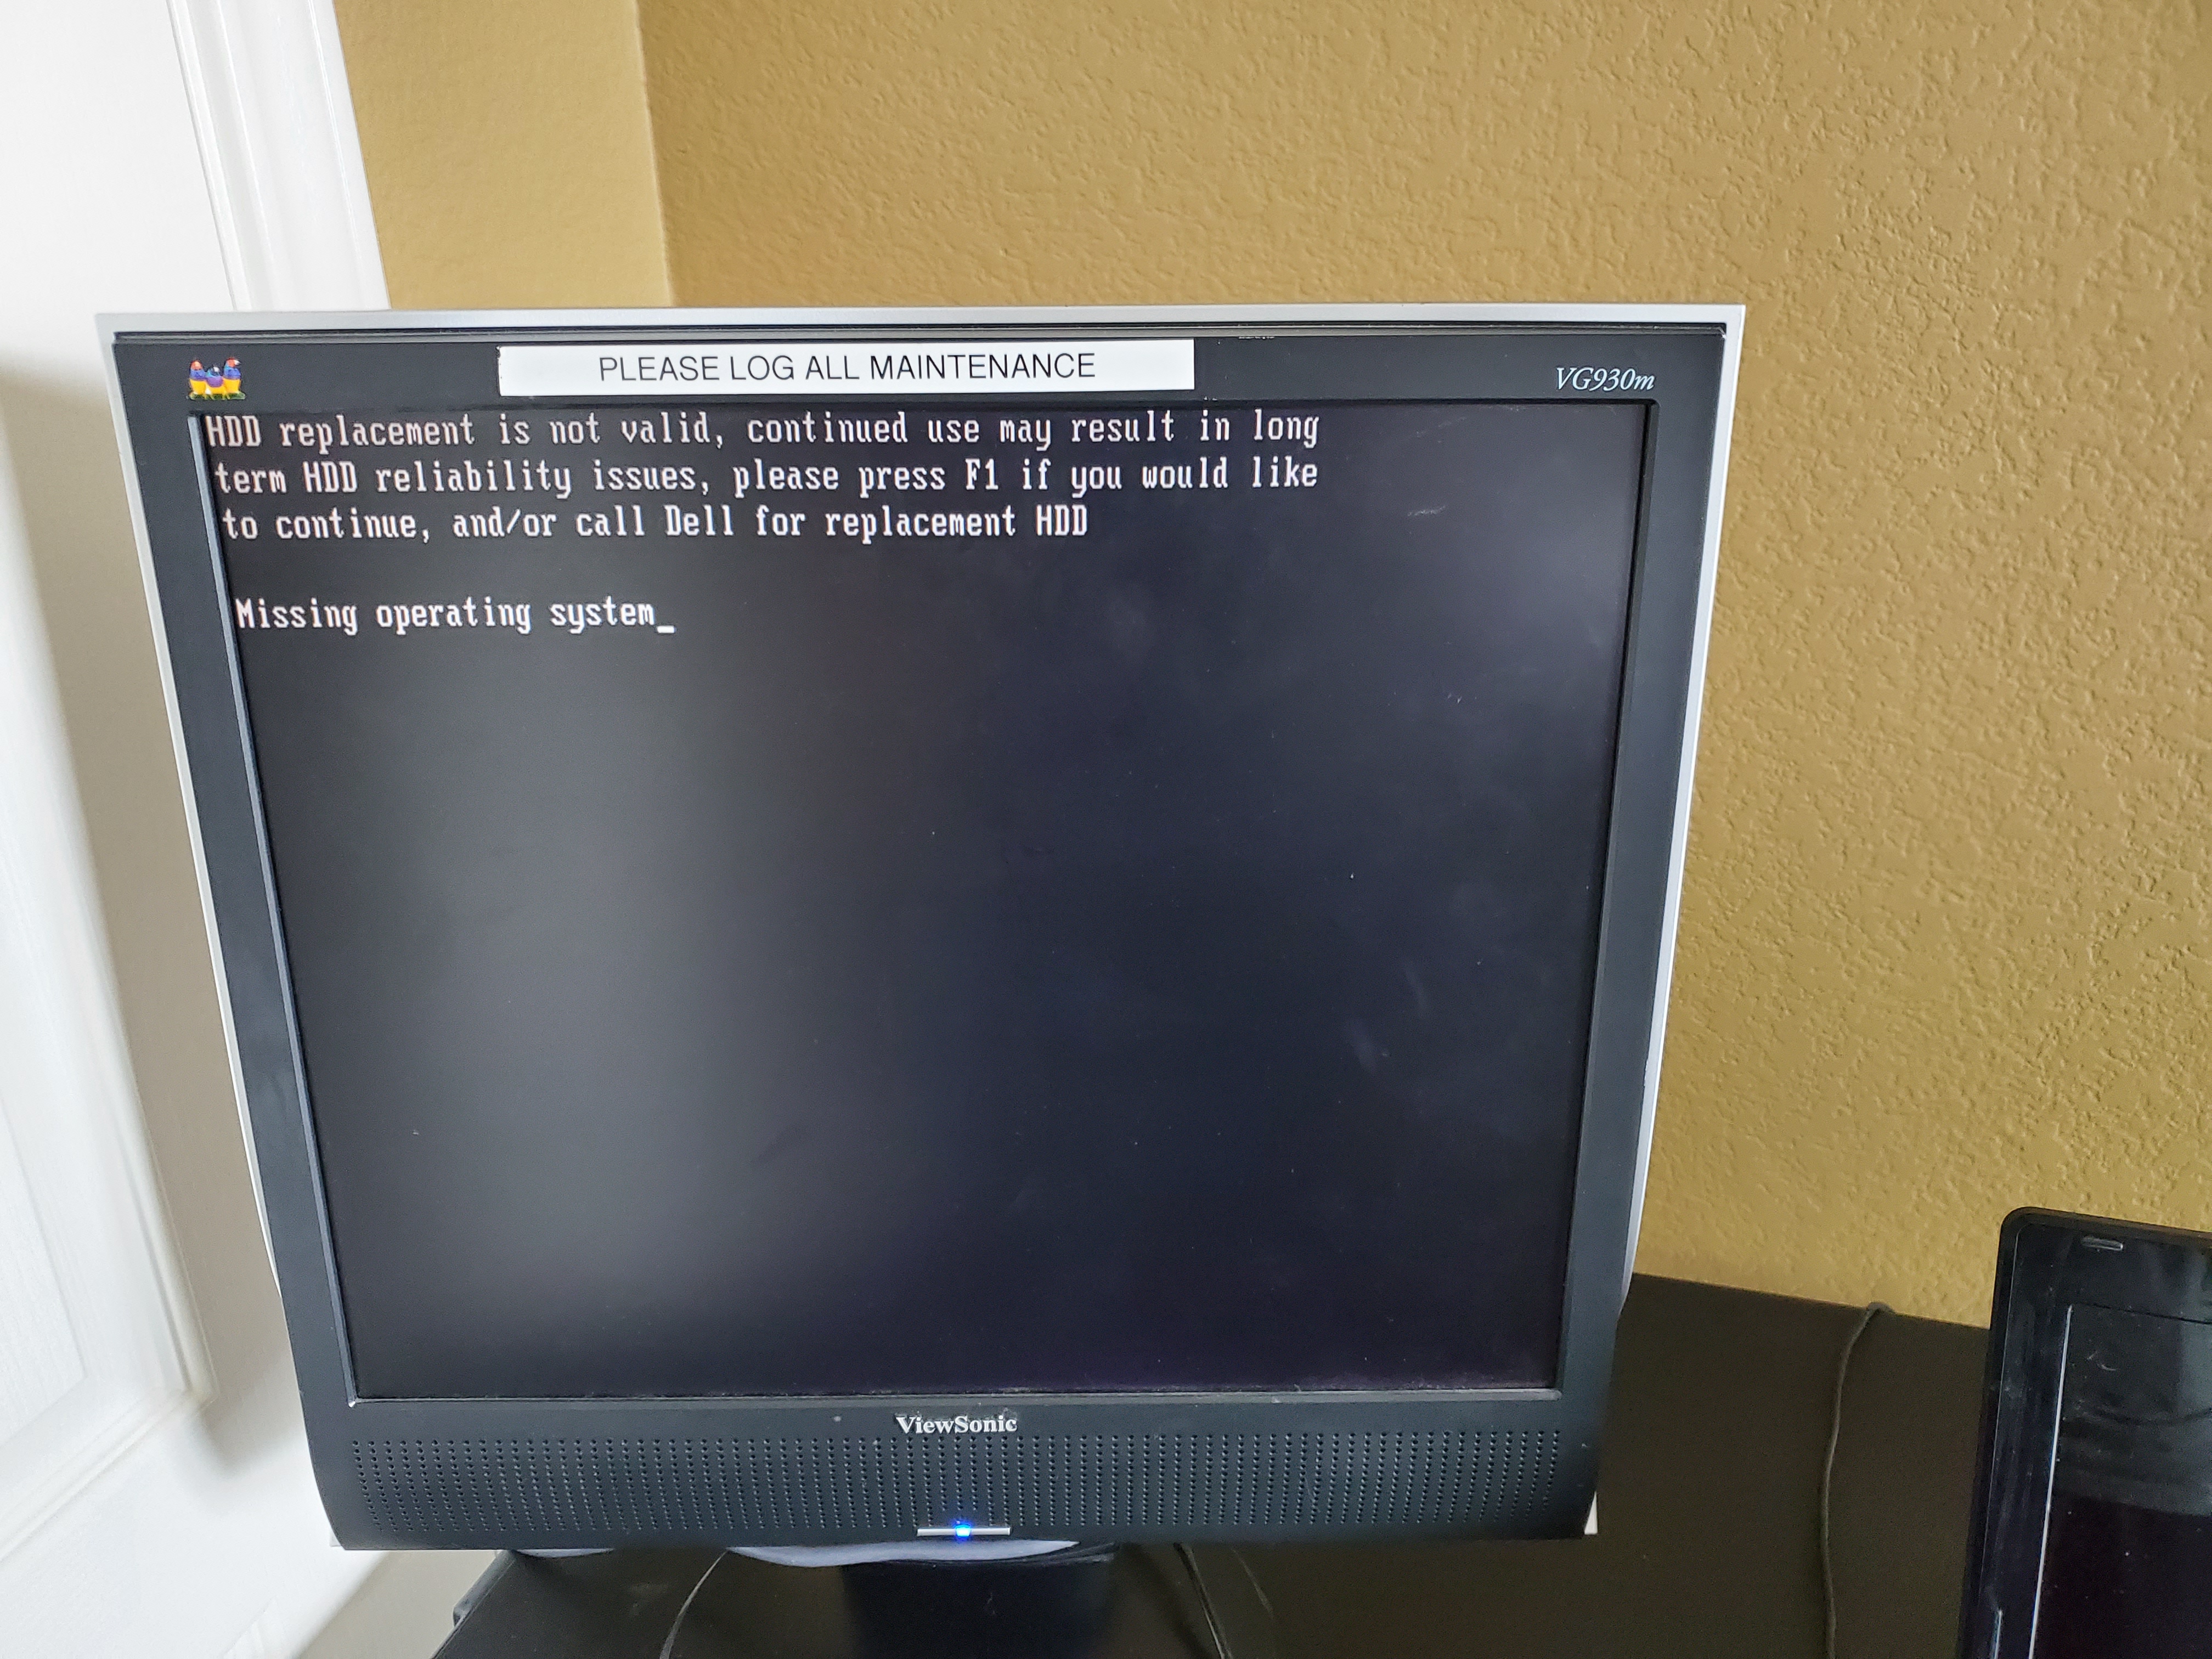 PLEASE LOG ALL MAINTENANCE
VG930m
HDD replacement is not valid, continued use may result in long
term HDD reliability issues, please press F1 if you would like
to continue, and/or call Dell for replacement HDD
Missing operating system_
ViewSonic